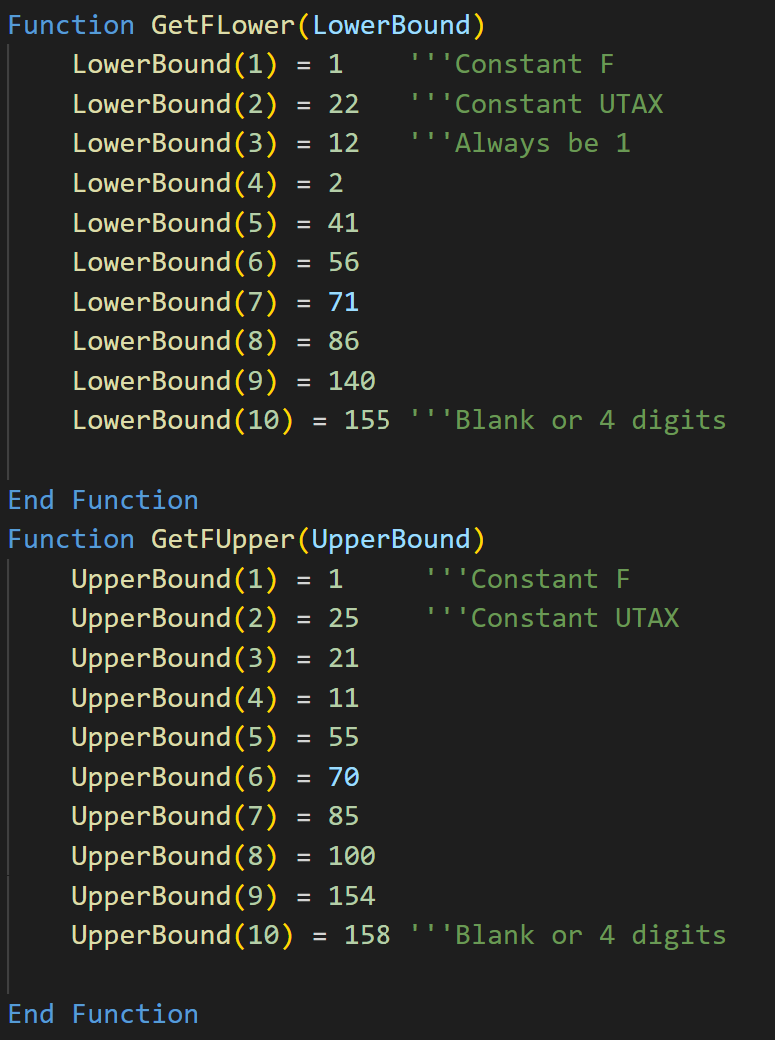 Function GetFLower(LowerBound)
    LowerBound(1) = 1    '''Constant F
    LowerBound(2) = 22   '''Constant UTAX
    LowerBound(3) = 12   '''Always be 1
    LowerBound(4) = 2
    LowerBound(5) = 41
    LowerBound(6) = 56
    LowerBound(7) = 71
    LowerBound(8) = 86
    LowerBound(9) = 140
    LowerBound(10) = 155 '''Blank or 4 digits
End Function
Function GetFUpper(UpperBound)
    UpperBound(1) = 1     '''Constant F
    UpperBound(2) = 25    '''Constant UTAX
    UpperBound(3) = 21
    UpperBound(4) = 11
    UpperBound(5) = 55
    UpperBound(6) = 70
    UpperBound(7) = 85
    UpperBound(8) = 100
    UpperBound(9) = 154
    UpperBound(10) = 158 '''Blank or 4 digits
End Function